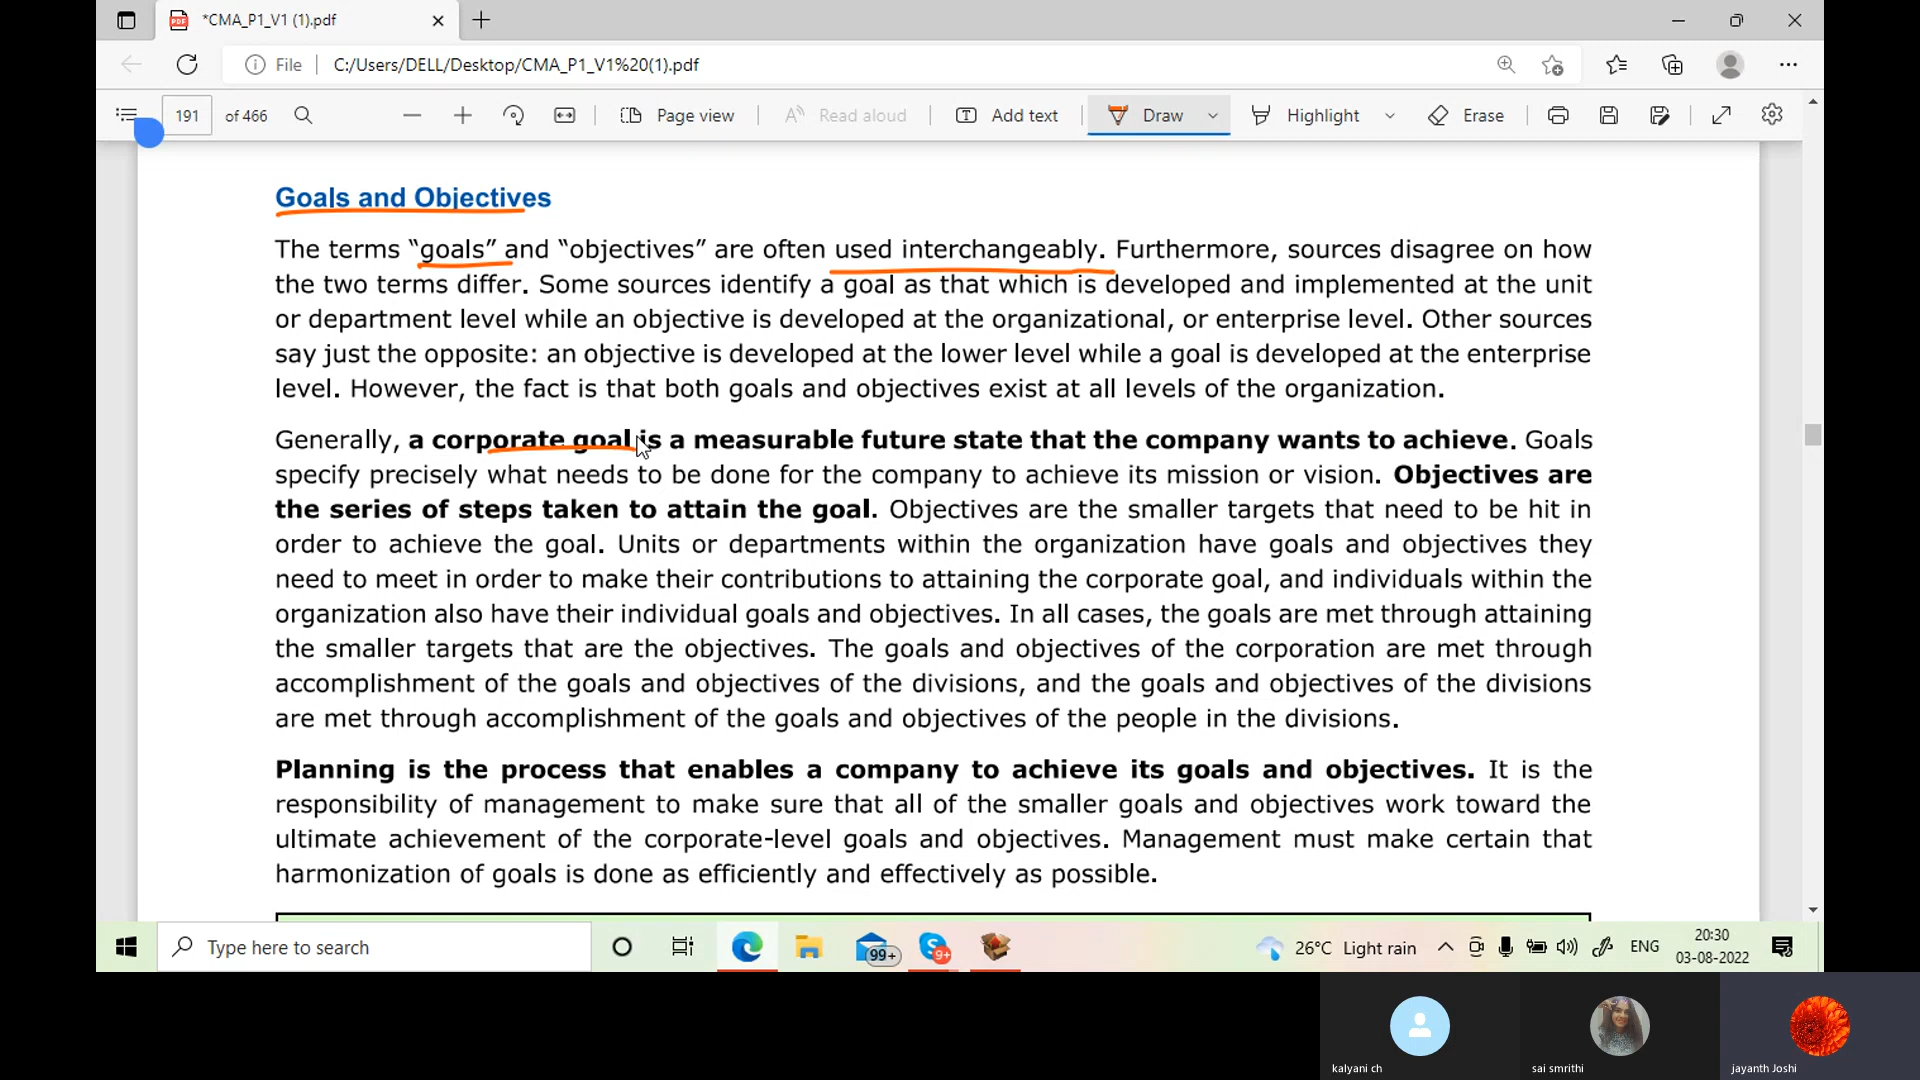 *CMA_P1_V1 (1).pdf
File
C:/Users/DELL/Desktop/CMA_P1_V1%20(1).pdf
191 of 466
Page view
Read aloud
Add text
Draw
Highlight
Erase
Goals and Objectives
The terms “goals” and “objectives” are often used interchangeably. Furthermore, sources disagree on how
the two terms differ. Some sources identify a goal as that which is developed and implemented at the unit
or department level while an objective is developed at the organizational, or enterprise level. Other sources
say just the opposite: an objective is developed at the lower level while a goal is developed at the enterprise
level. However, the fact is that both goals and objectives exist at all levels of the organization.
Generally, a corporate goal is a measurable future state that the company wants to achieve. Goals
specify precisely what needs to be done for the company to achieve its mission or vision. Objectives are
the series of steps taken to attain the goal. Objectives are the smaller targets that need to be hit in
order to achieve the goal. Units or departments within the organization have goals and objectives they
need to meet in order to make their contributions to attaining the corporate goal, and individuals within the
organization also have their individual goals and objectives. In all cases, the goals are met through attaining
the smaller targets that are the objectives. The goals and objectives of the corporation are met through
accomplishment of the goals and objectives of the divisions, and the goals and objectives of the divisions
are met through accomplishment of the goals and objectives of the people in the divisions.
Planning is the process that enables a company to achieve its goals and objectives. It is the
responsibility of management to make sure that all of the smaller goals and objectives work toward the
ultimate achievement of the corporate-level goals and objectives. Management must make certain that
harmonization of goals is done as efficiently and effectively as possible.
Type here to search
99+
9+
26°C Light rain
ENG
20:30
03-08-2022
kalyani ch
sai smrithi
jayanth Joshi